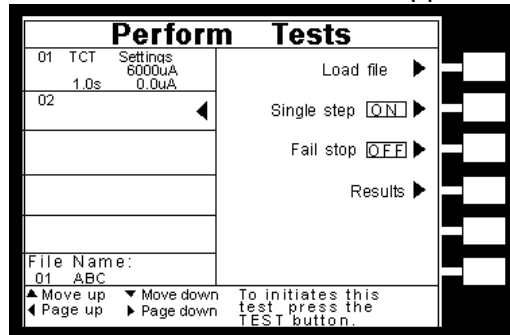 Perform Tests
01 TCT Settings
6000uA
1.0s 0.0uA
02 ◀
Load file ▶
Single step ON ▶
Fail stop OFF ▶
Results ▶
File Name:
01 ABC
▲ Move up ▼ Move down
◀ Page up ▶ Page down
To initiates this
test press the
TEST button.